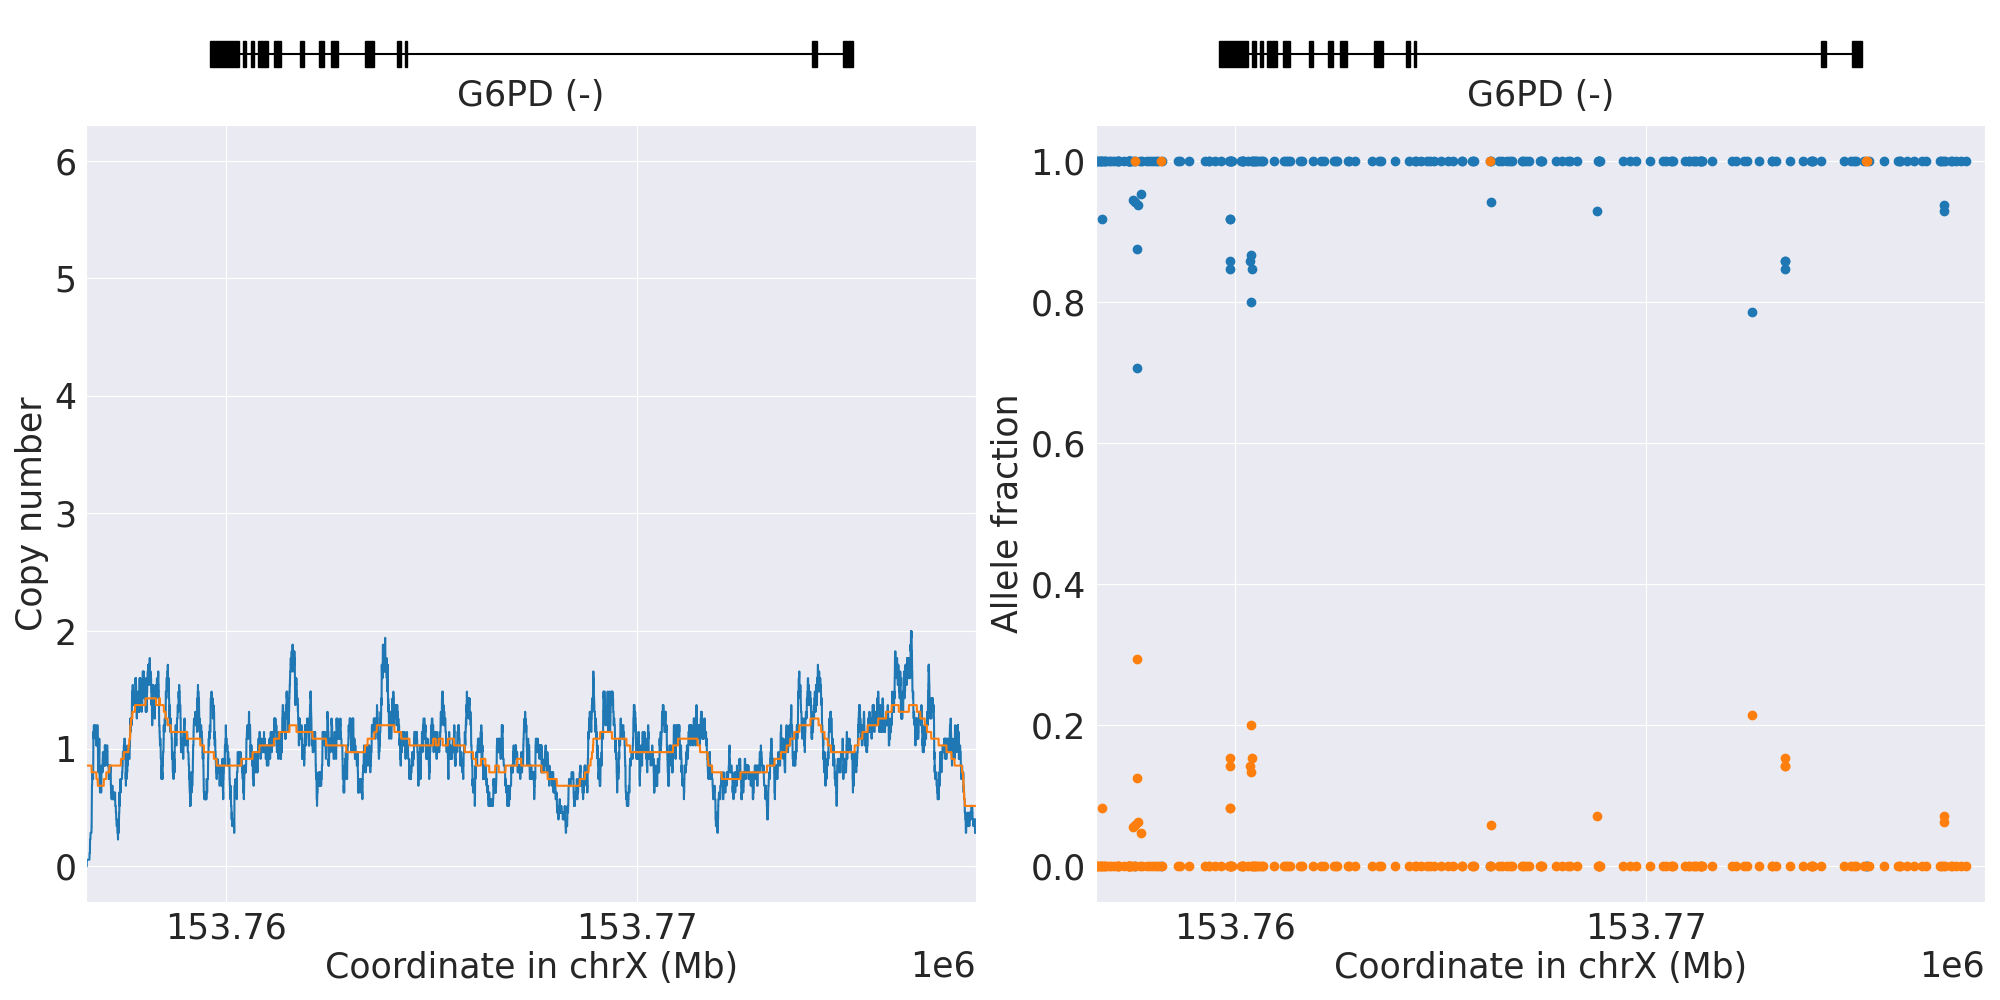 G6PD (-)
6
5
4
3
2
1
0
Copy number
153.76
153.77
Coordinate in chrX (Mb)
1e6
G6PD (-)
1.0
0.8
0.6
0.4
0.2
0.0
Allele fraction
153.76
153.77
Coordinate in chrX (Mb)
1e6